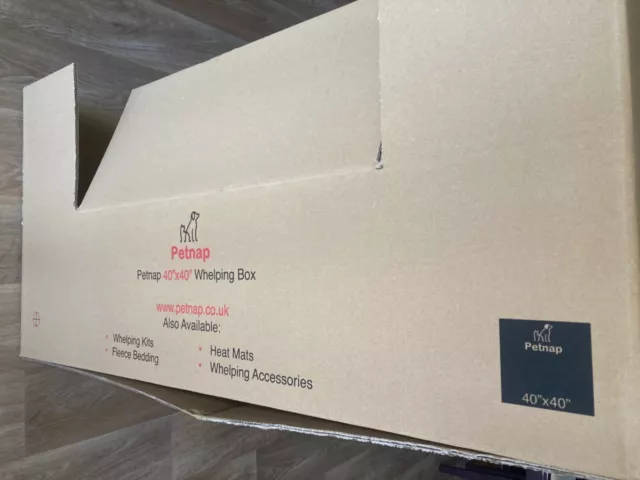 Petnap
Petnap 40"x40" Whelping Box
www.petnap.co.uk
Also Available:
* Whelping Kits
* Fleece Bedding
* Heat Mats
* Whelping Accessories
Petnap
40"x40"